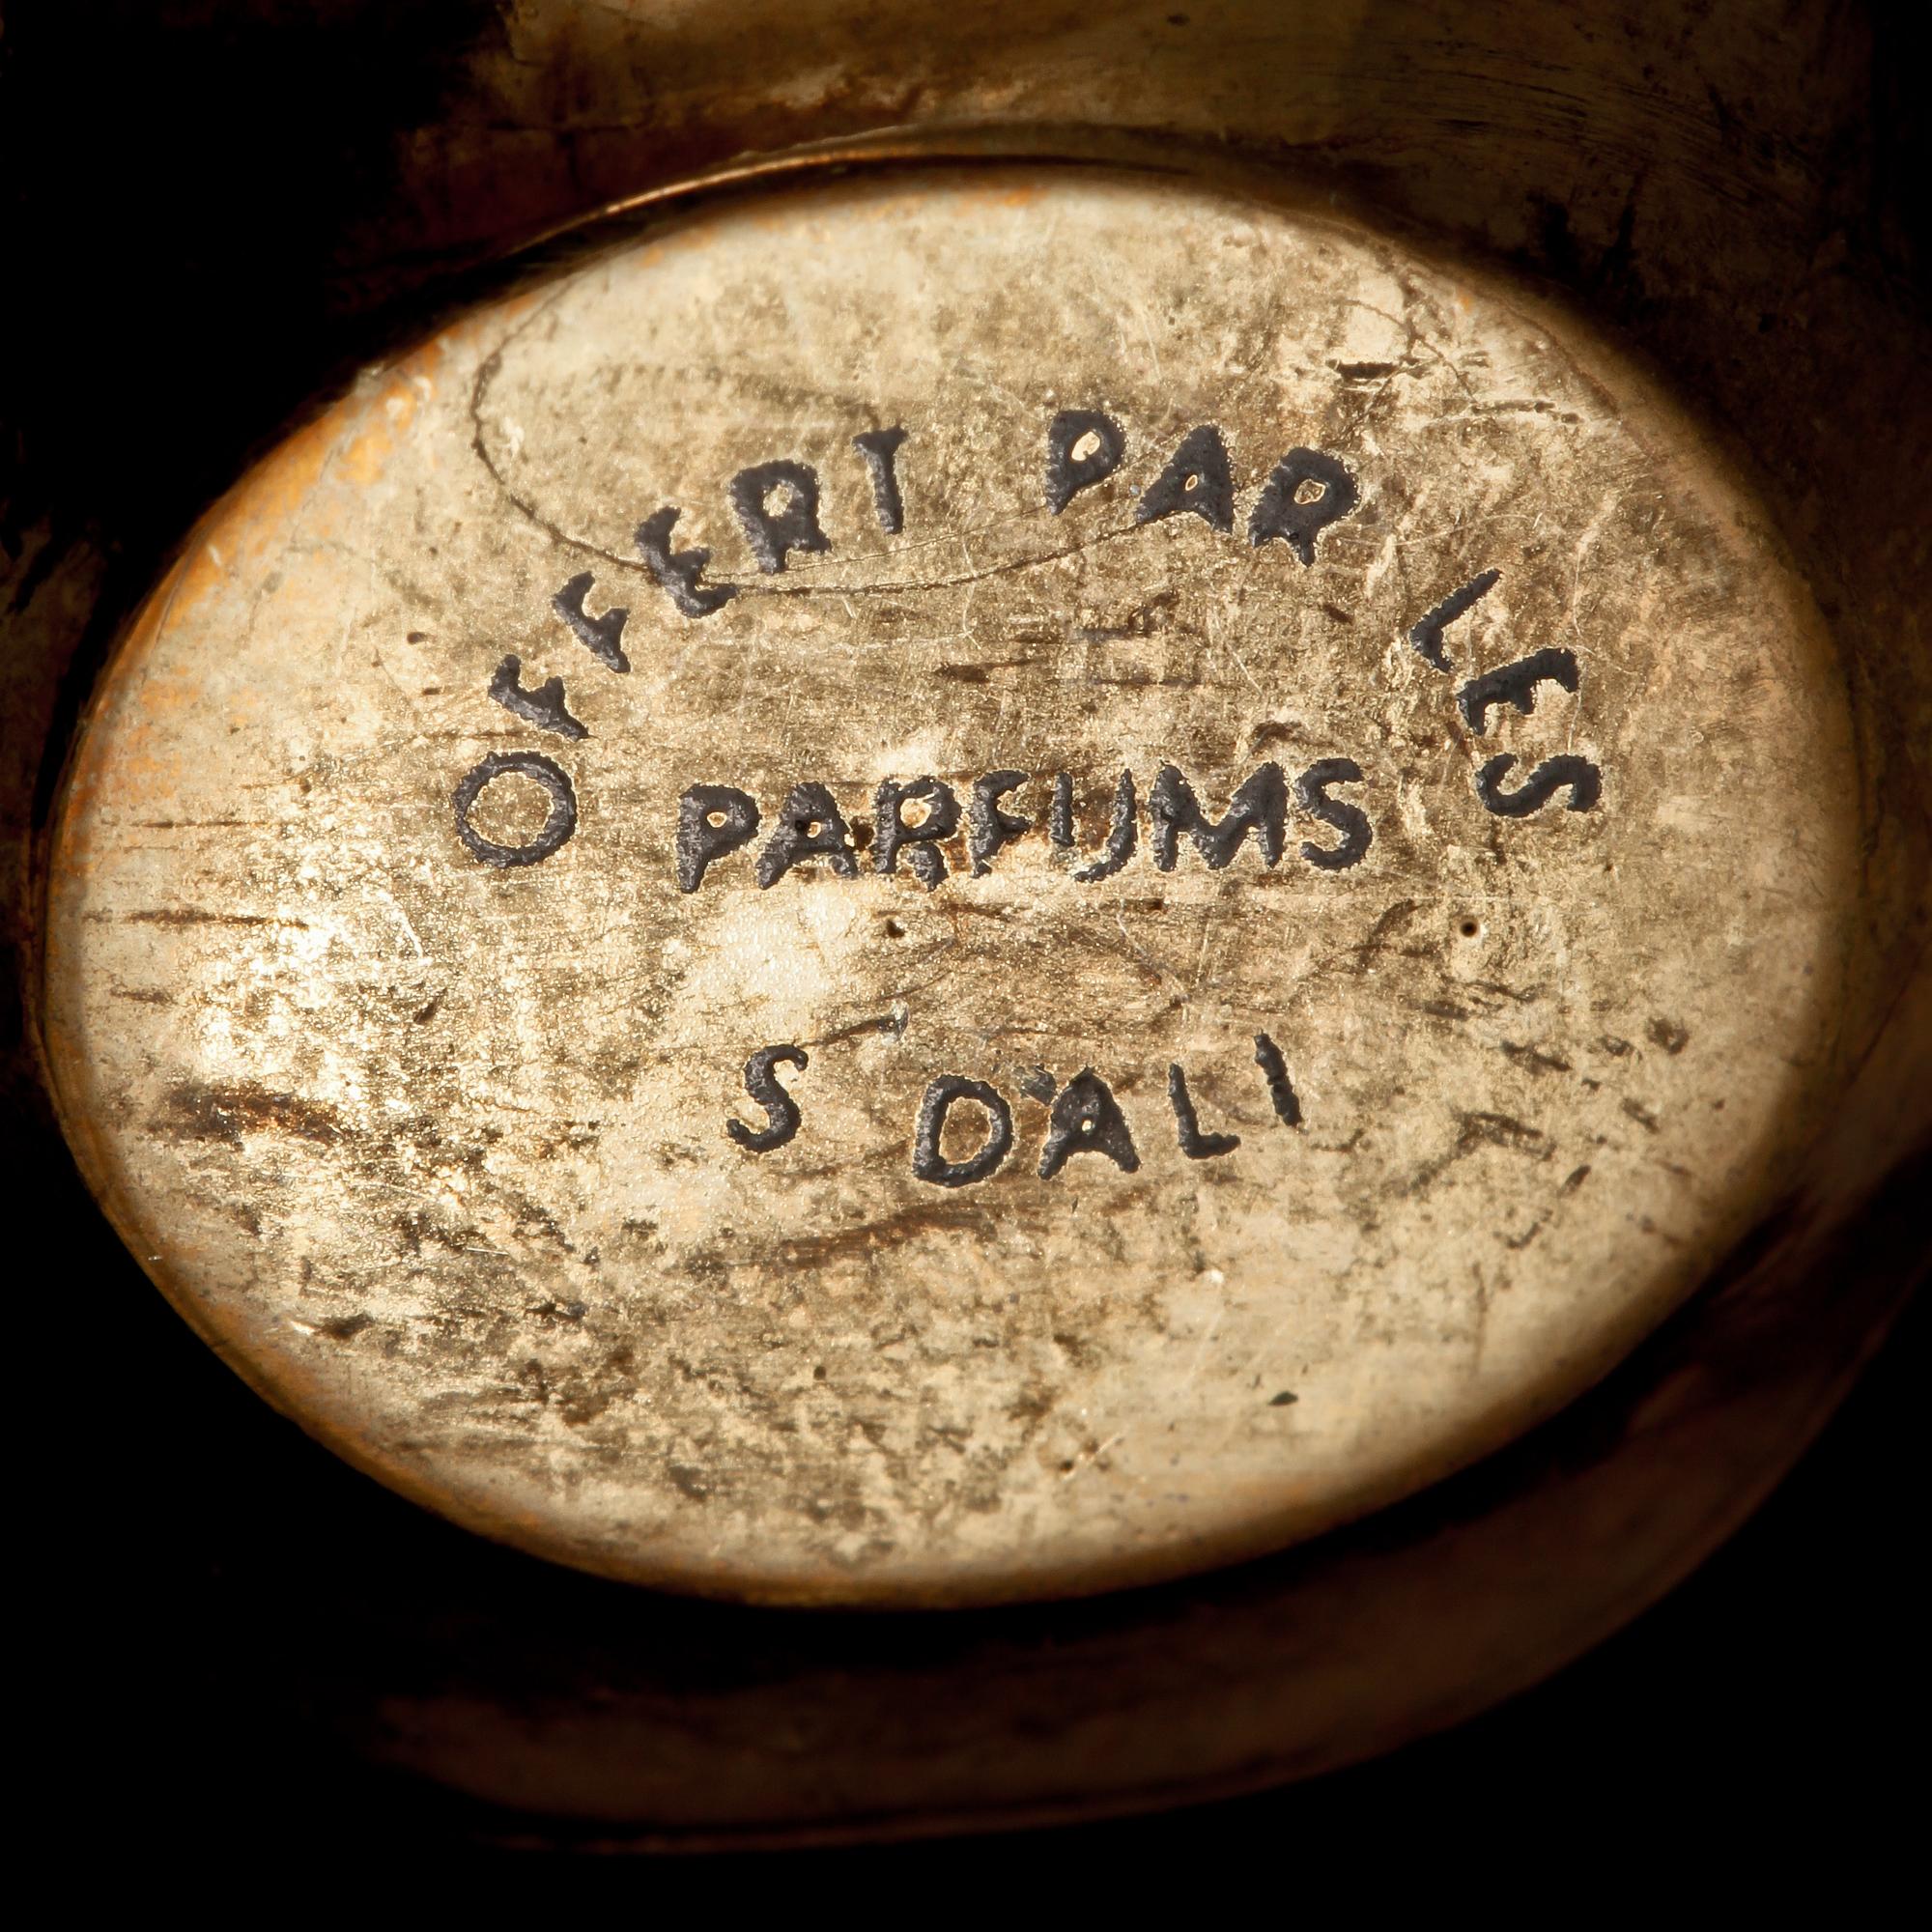 OFFERT PAR LES
PARFUMS
S DALI